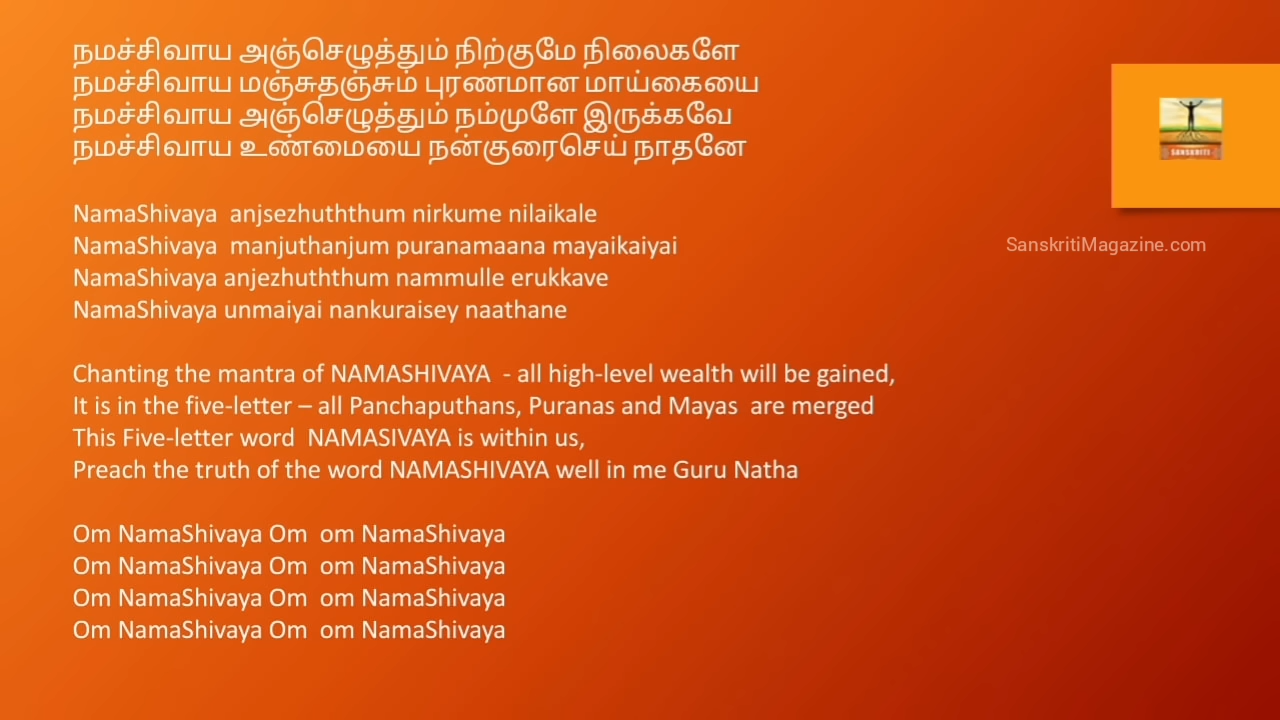 நமச்சிவாய அஞ்செழுத்தும் நிற்குமே நிலைகளே
நமச்சிவாய மஞ்சுதஞ்சும் புரணமான மாய்கையை
நமச்சிவாய அஞ்செழுத்தும் நம்முளே இருக்கவே
நமச்சிவாய உண்மையை நன்குரைசெய் நாதனே
NamaShivaya  anjsezhuththum nirkume nilaikale
NamaShivaya  manjuthanjum puranamaana mayaikaiyai
NamaShivaya anjezhuththum nammulle erukkave
NamaShivaya unmaiyai nankuraisey naathane
Chanting the mantra of NAMASHIVAYA  - all high-level wealth will be gained,
It is in the five-letter – all Panchaputhans, Puranas and Mayas  are merged
This Five-letter word  NAMASIVAYA is within us,
Preach the truth of the word NAMASHIVAYA well in me Guru Natha
Om NamaShivaya Om  om NamaShivaya
Om NamaShivaya Om  om NamaShivaya
Om NamaShivaya Om  om NamaShivaya
Om NamaShivaya Om  om NamaShivaya
SANSKRITI
SanskritiMagazine.com